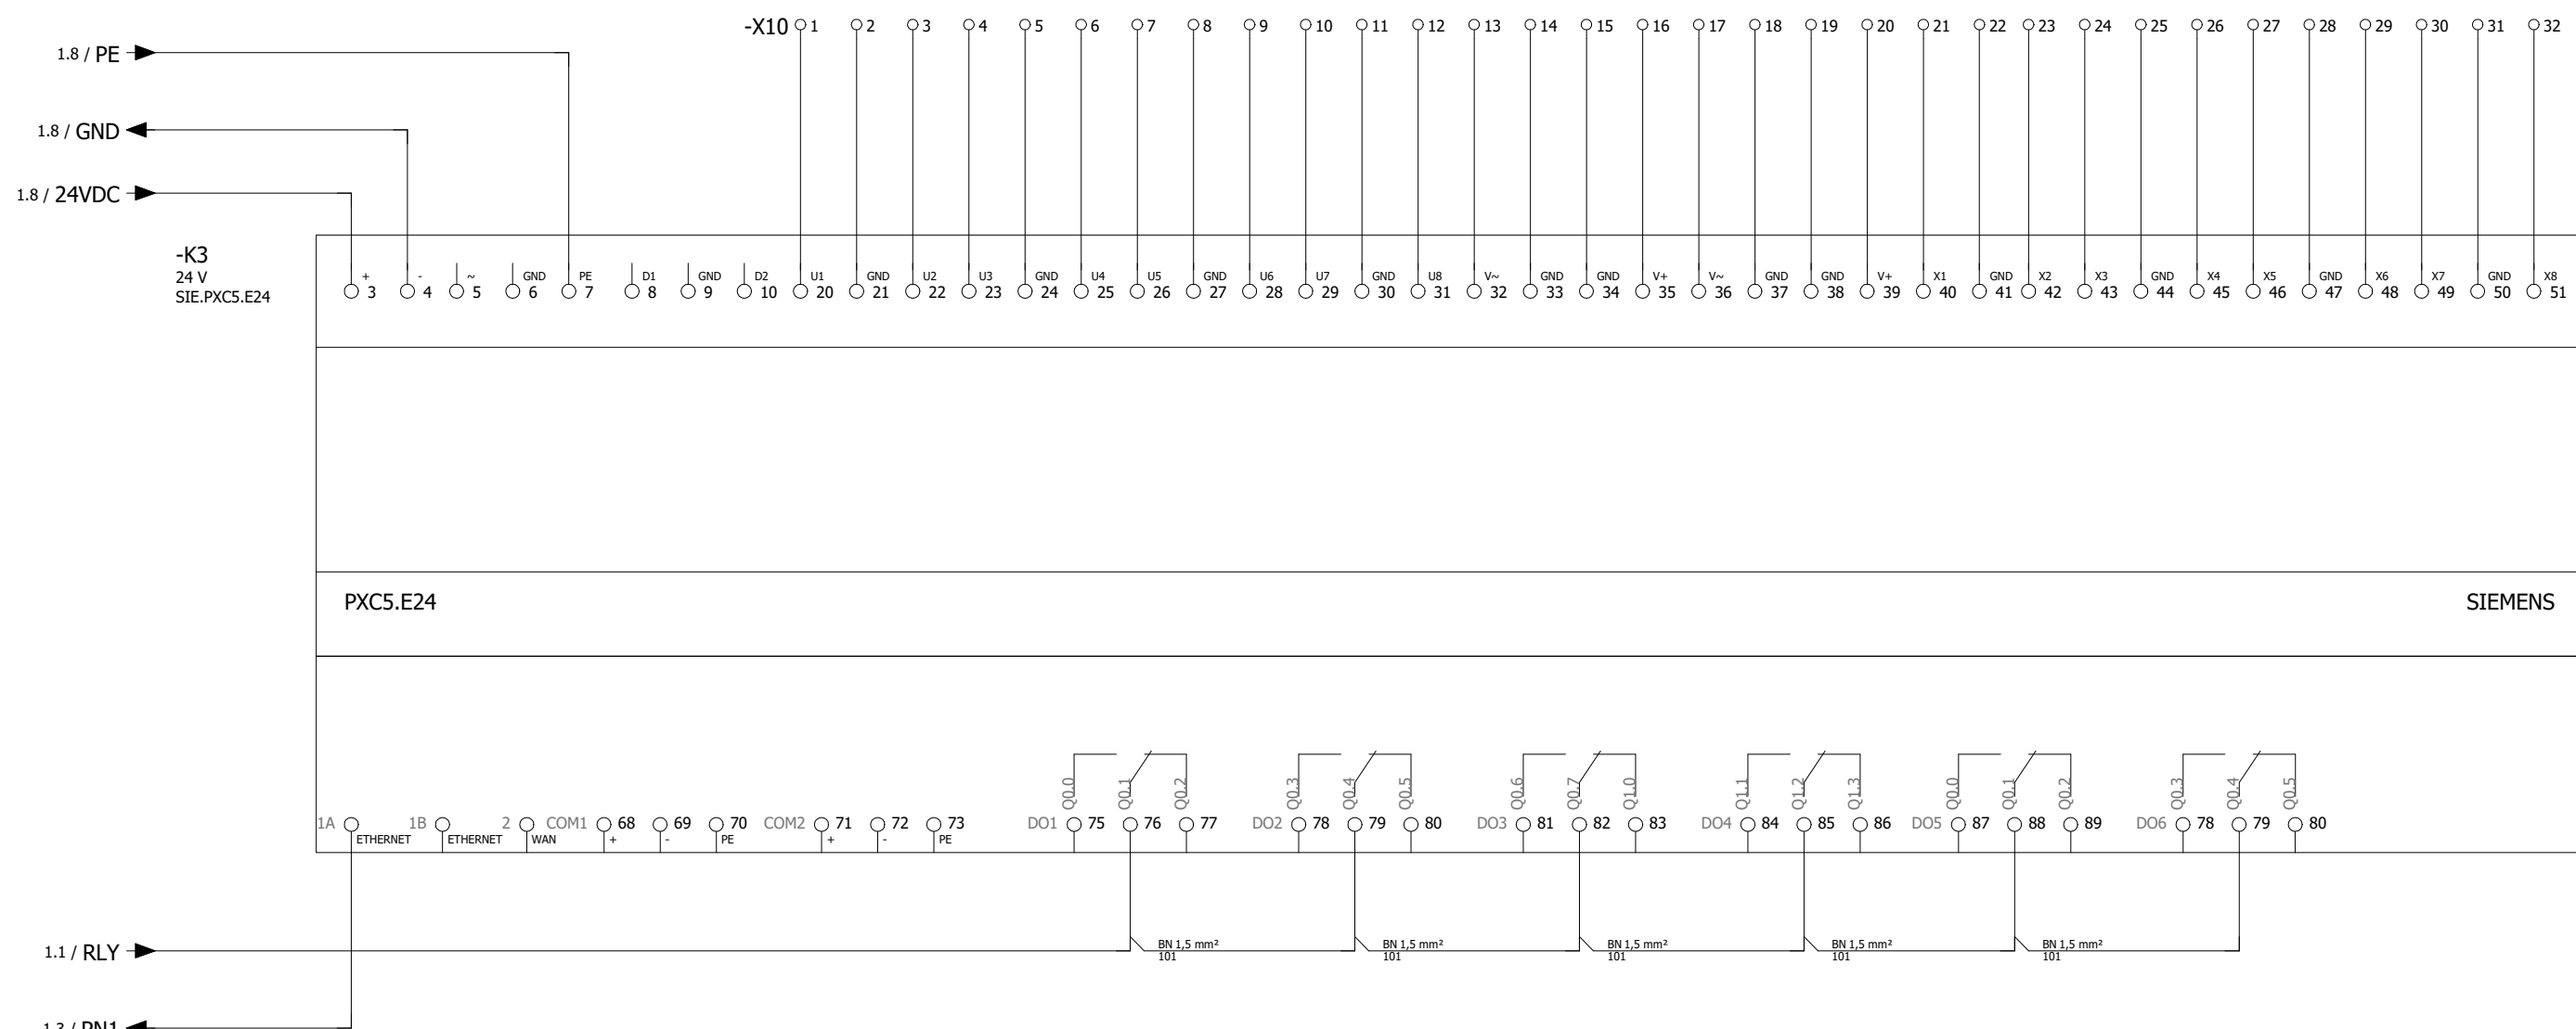 -X10 1 2 3 4 5 6 7 8 9 10 11 12 13 14 15 16 17 18 19 20 21 22 23 24 25 26 27 28 29 30 31 32
1.8 / PE
1.8 / GND
1.8 / 24VDC
-K3
24 V
SIE.PXC5.E24
+ - ~ GND PE D1 GND D2 U1 GND U2 U3 GND U4 U5 GND U6 U7 GND U8 V~ GND GND V+ V~ GND GND V+ X1 GND X2 X3 GND X4 X5 GND X6 X7 GND X8
3 4 5 6 7 8 9 10 20 21 22 23 24 25 26 27 28 29 30 31 32 33 34 35 36 37 38 39 40 41 42 43 44 45 46 47 48 49 50 51
PXC5.E24 SIEMENS
Q0.0 Q0.1 Q0.2 Q0.3 Q0.4 Q0.5 Q0.6 Q0.7 Q1.0 Q1.1 Q1.2 Q1.3 Q0.0 Q0.1 Q0.2 Q0.3 Q0.4 Q0.5
1A 1B 2 COM1 68 69 70 COM2 71 72 73 DO1 75 76 77 DO2 78 79 80 DO3 81 82 83 DO4 84 85 86 DO5 87 88 89 DO6 78 79 80
ETHERNET ETHERNET WAN + - PE + - PE
1.1 / RLY BN 1,5 mm² BN 1,5 mm² BN 1,5 mm² BN 1,5 mm² BN 1,5 mm²
101 101 101 101 101
1.3 / PN1